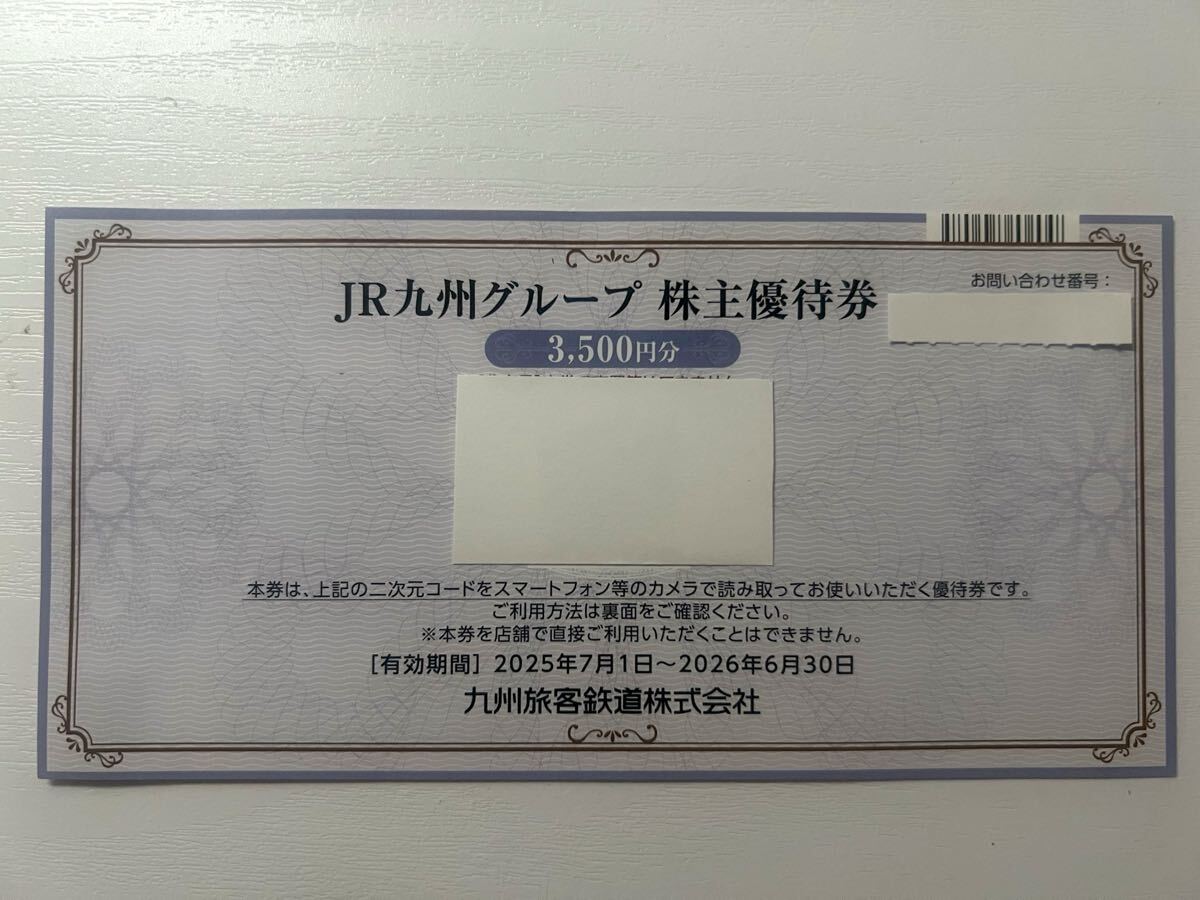 お問い合わせ番号：
JR九州グループ 株主優待券
3,500円分
本券は、上記の二次元コードをスマートフォン等のカメラで読み取ってお使いいただく優待券です。
ご利用方法は裏面をご確認ください。
※本券を店舗で直接ご利用いただくことはできません。
［有効期間］2025年7月1日～2026年6月30日
九州旅客鉄道株式会社